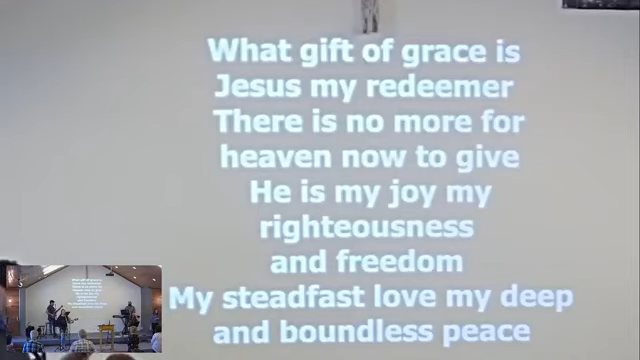 What gift of grace is
Jesus my redeemer
There is no more for
heaven now to give
He is my joy my
righteousness
and freedom
My steadfast love my deep
and boundless peace